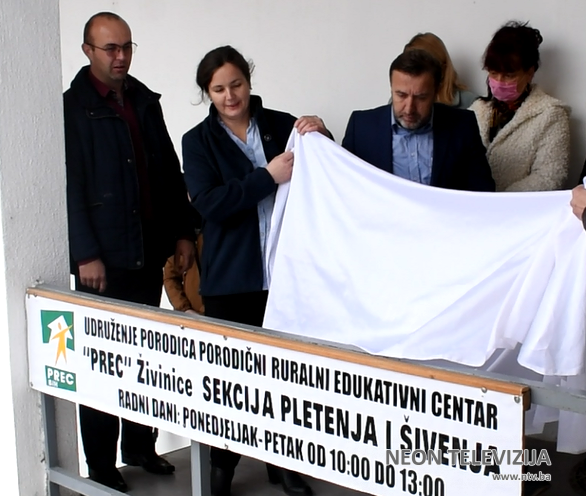 UDRUŽENJE PORODICA PORODIČNI RURALNI EDUKATIVNI CENTAR
"PREC" Živinice SEKCIJA PLETENJA I ŠIVENJA
RADNI DANI: PONEDJELJAK-PETAK OD 10:00 DO 13:00
PREC
BiH
NEON TELEVIZIJA
www.ntv.ba